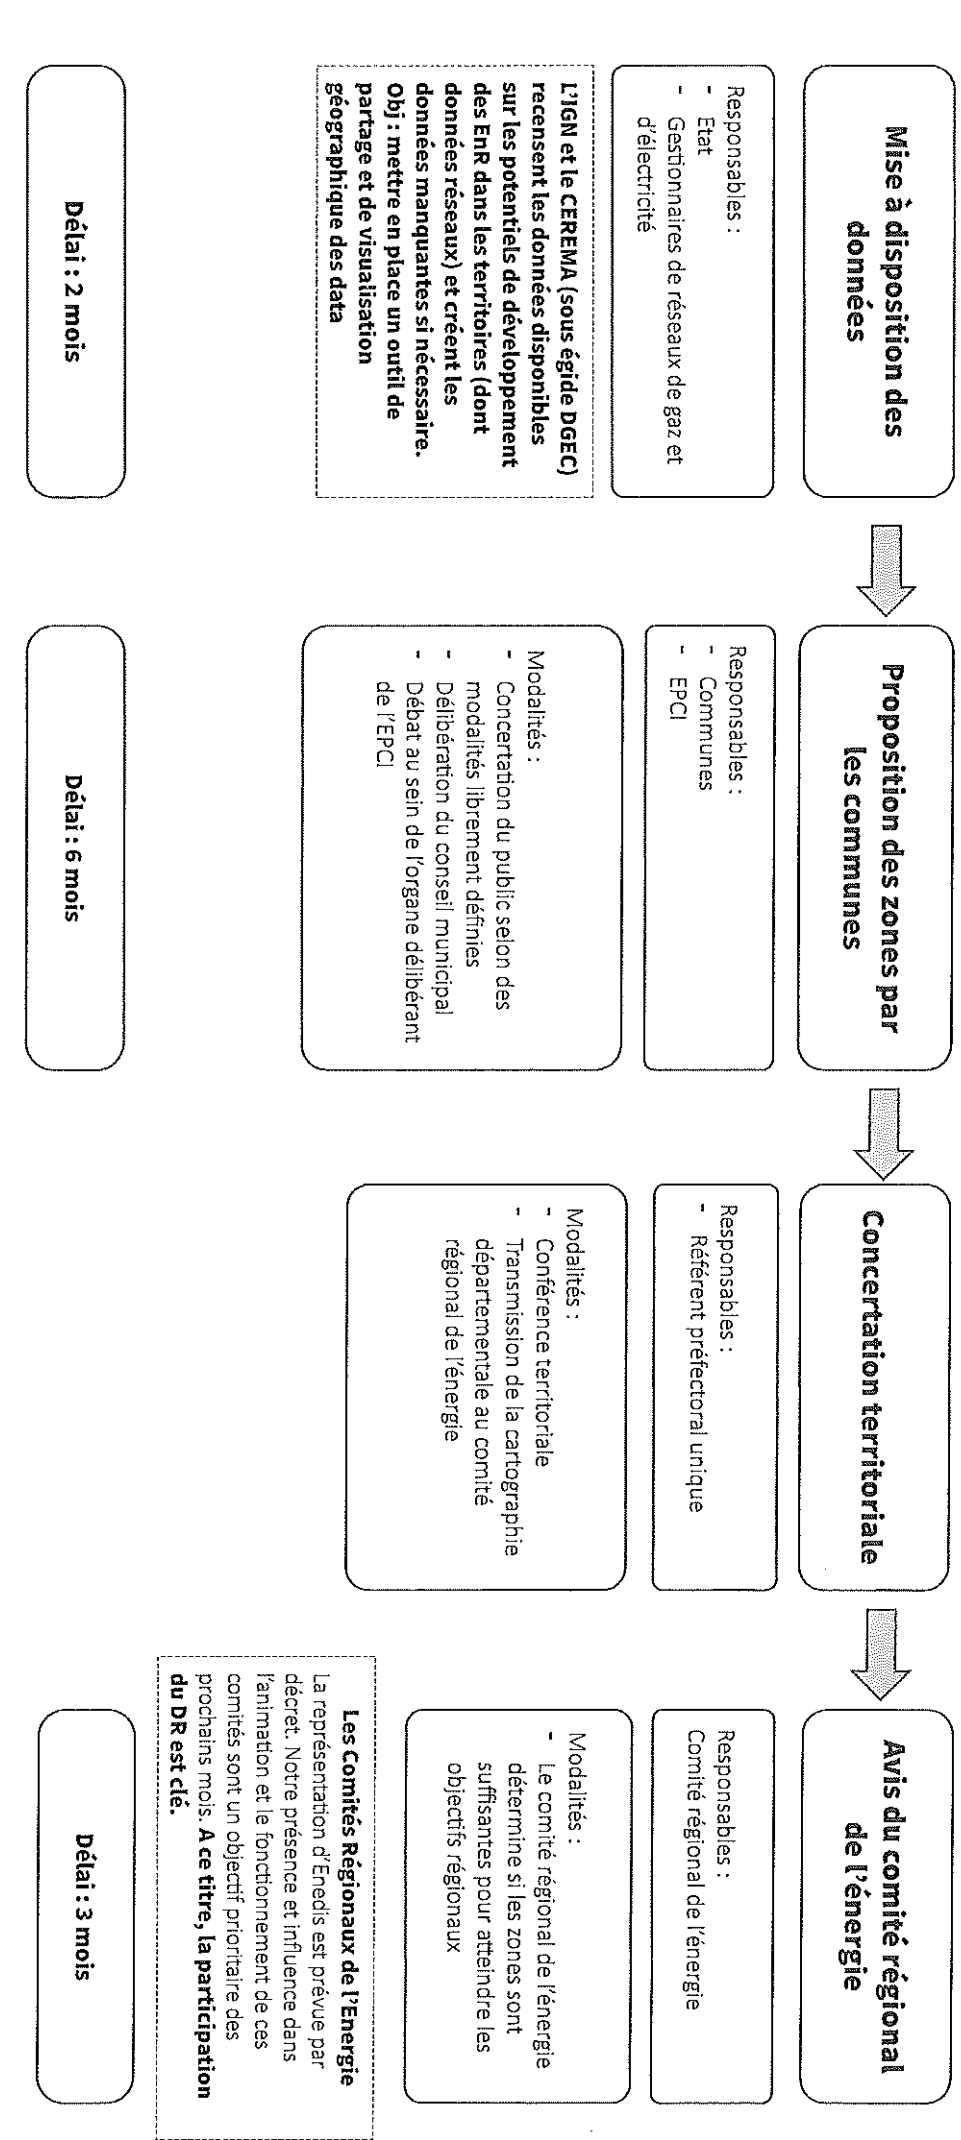 Mise à disposition des
données
Responsables :
- Etat
- Gestionnaires de réseaux de gaz et
d'électricité
L'IGN et le CEREMA (sous égide DGEC)
recensent les données disponibles
sur les potentiels de développement
des EnR dans les territoires (dont
données réseaux) et créent les
données manquantes si nécessaire.
Obj : mettre en place un outil de
partage et de visualisation
géographique des data
Délai : 2 mois
Proposition des zones par
les communes
Responsables :
- Communes
- EPCI
Modalités :
- Concertation du public selon des
modalités librement définies
- Délibération du conseil municipal
- Débat au sein de l'organe délibérant
de l'EPCI
Délai : 6 mois
Concertation territoriale
Responsables :
- Référent préfectoral unique
Modalités :
- Conférence territoriale
- Transmission de la cartographie
départementale au comité
régional de l'énergie
Avis du comité régional
de l'énergie
Responsables :
Comité régional de l'énergie
Modalités :
- Le comité régional de l'énergie
détermine si les zones sont
suffisantes pour atteindre les
objectifs régionaux
Les Comités Régionaux de l'Energie
La représentation d'Enedis est prévue par
décret. Notre présence et influence dans
l'animation et le fonctionnement de ces
comités sont un objectif prioritaire des
prochains mois. A ce titre, la participation
du DR est clé.
Délai : 3 mois